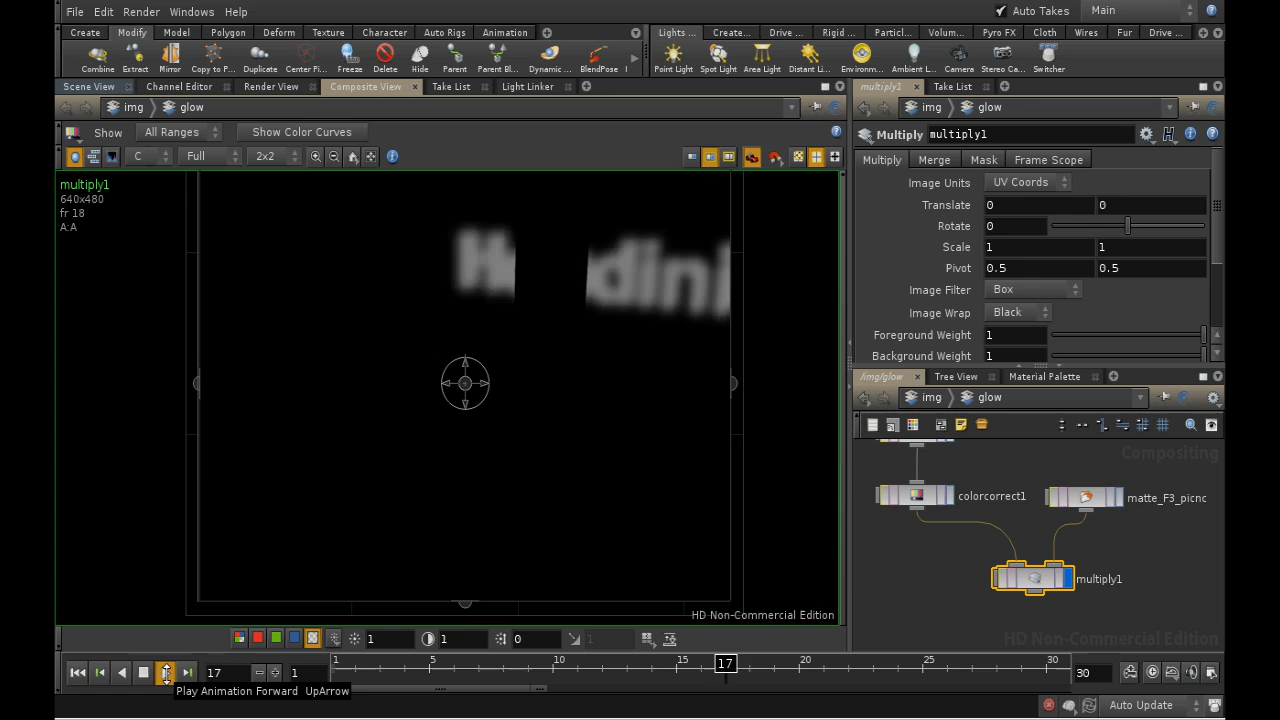 File Edit Render Windows Help Auto Takes Main
Create Modify Model Polygon Deform Texture Character Auto Rigs Animation Lights ... Create... Drive ... Rigid ... Particl... Volum... Pyro FX Cloth Wires Fur Drive ...
Combine Extract Mirror Copy to P... Duplicate Center Pi... Freeze Delete Hide Parent Parent Bl... Dynamic ... BlendPose Point Light Spot Light Area Light Distant Li... Environm... Ambient L... Camera Stereo Ca... Switcher
Scene View Channel Editor Render View Composite View Take List Light Linker
img glow
Show All Ranges Show Color Curves
C Full 2x2
multiply1
640x480
fr 18
A:A
HD Non-Commercial Edition
multiply1 Take List
img glow
Multiply multiply1
Multiply Merge Mask Frame Scope
Image Units UV Coords
Translate 0 0
Rotate 0
Scale 1 1
Pivot 0.5 0.5
Image Filter Box
Image Wrap Black
Foreground Weight 1
Background Weight 1
/img/glow Tree View Material Palette
img glow
Compositing
colorcorrect1 matte_F3_picnc
multiply1
HD Non-Commercial Edition
1 1 0 1
17 1 1 5 10 15 17 20 25 30 30
Play Animation Forward UpArrow
Auto Update